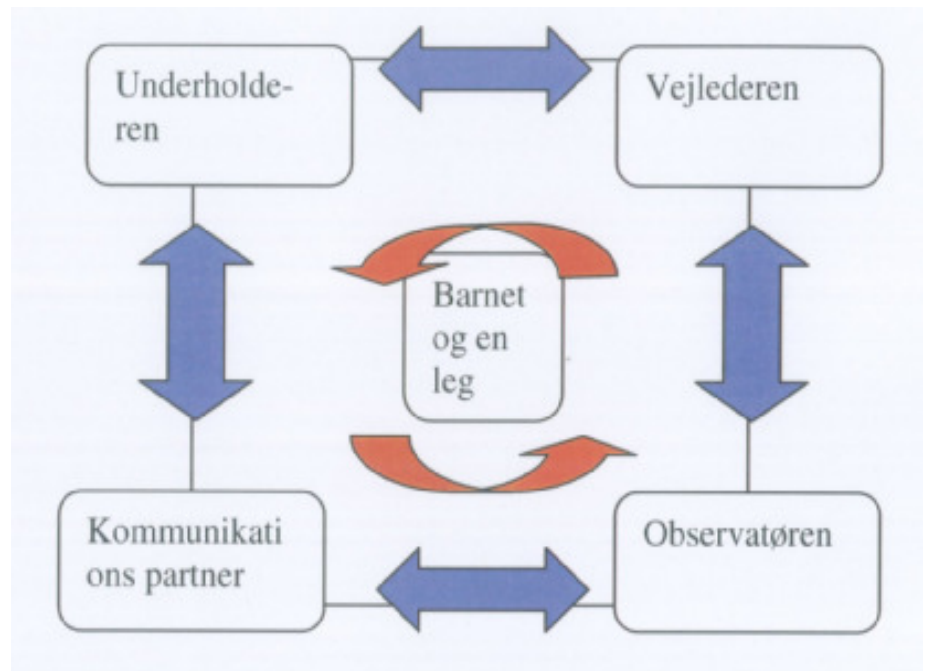 Underholde-
ren
Vejlederen
Barnet
og en
leg
Kommunikati
ons partner
Observatøren